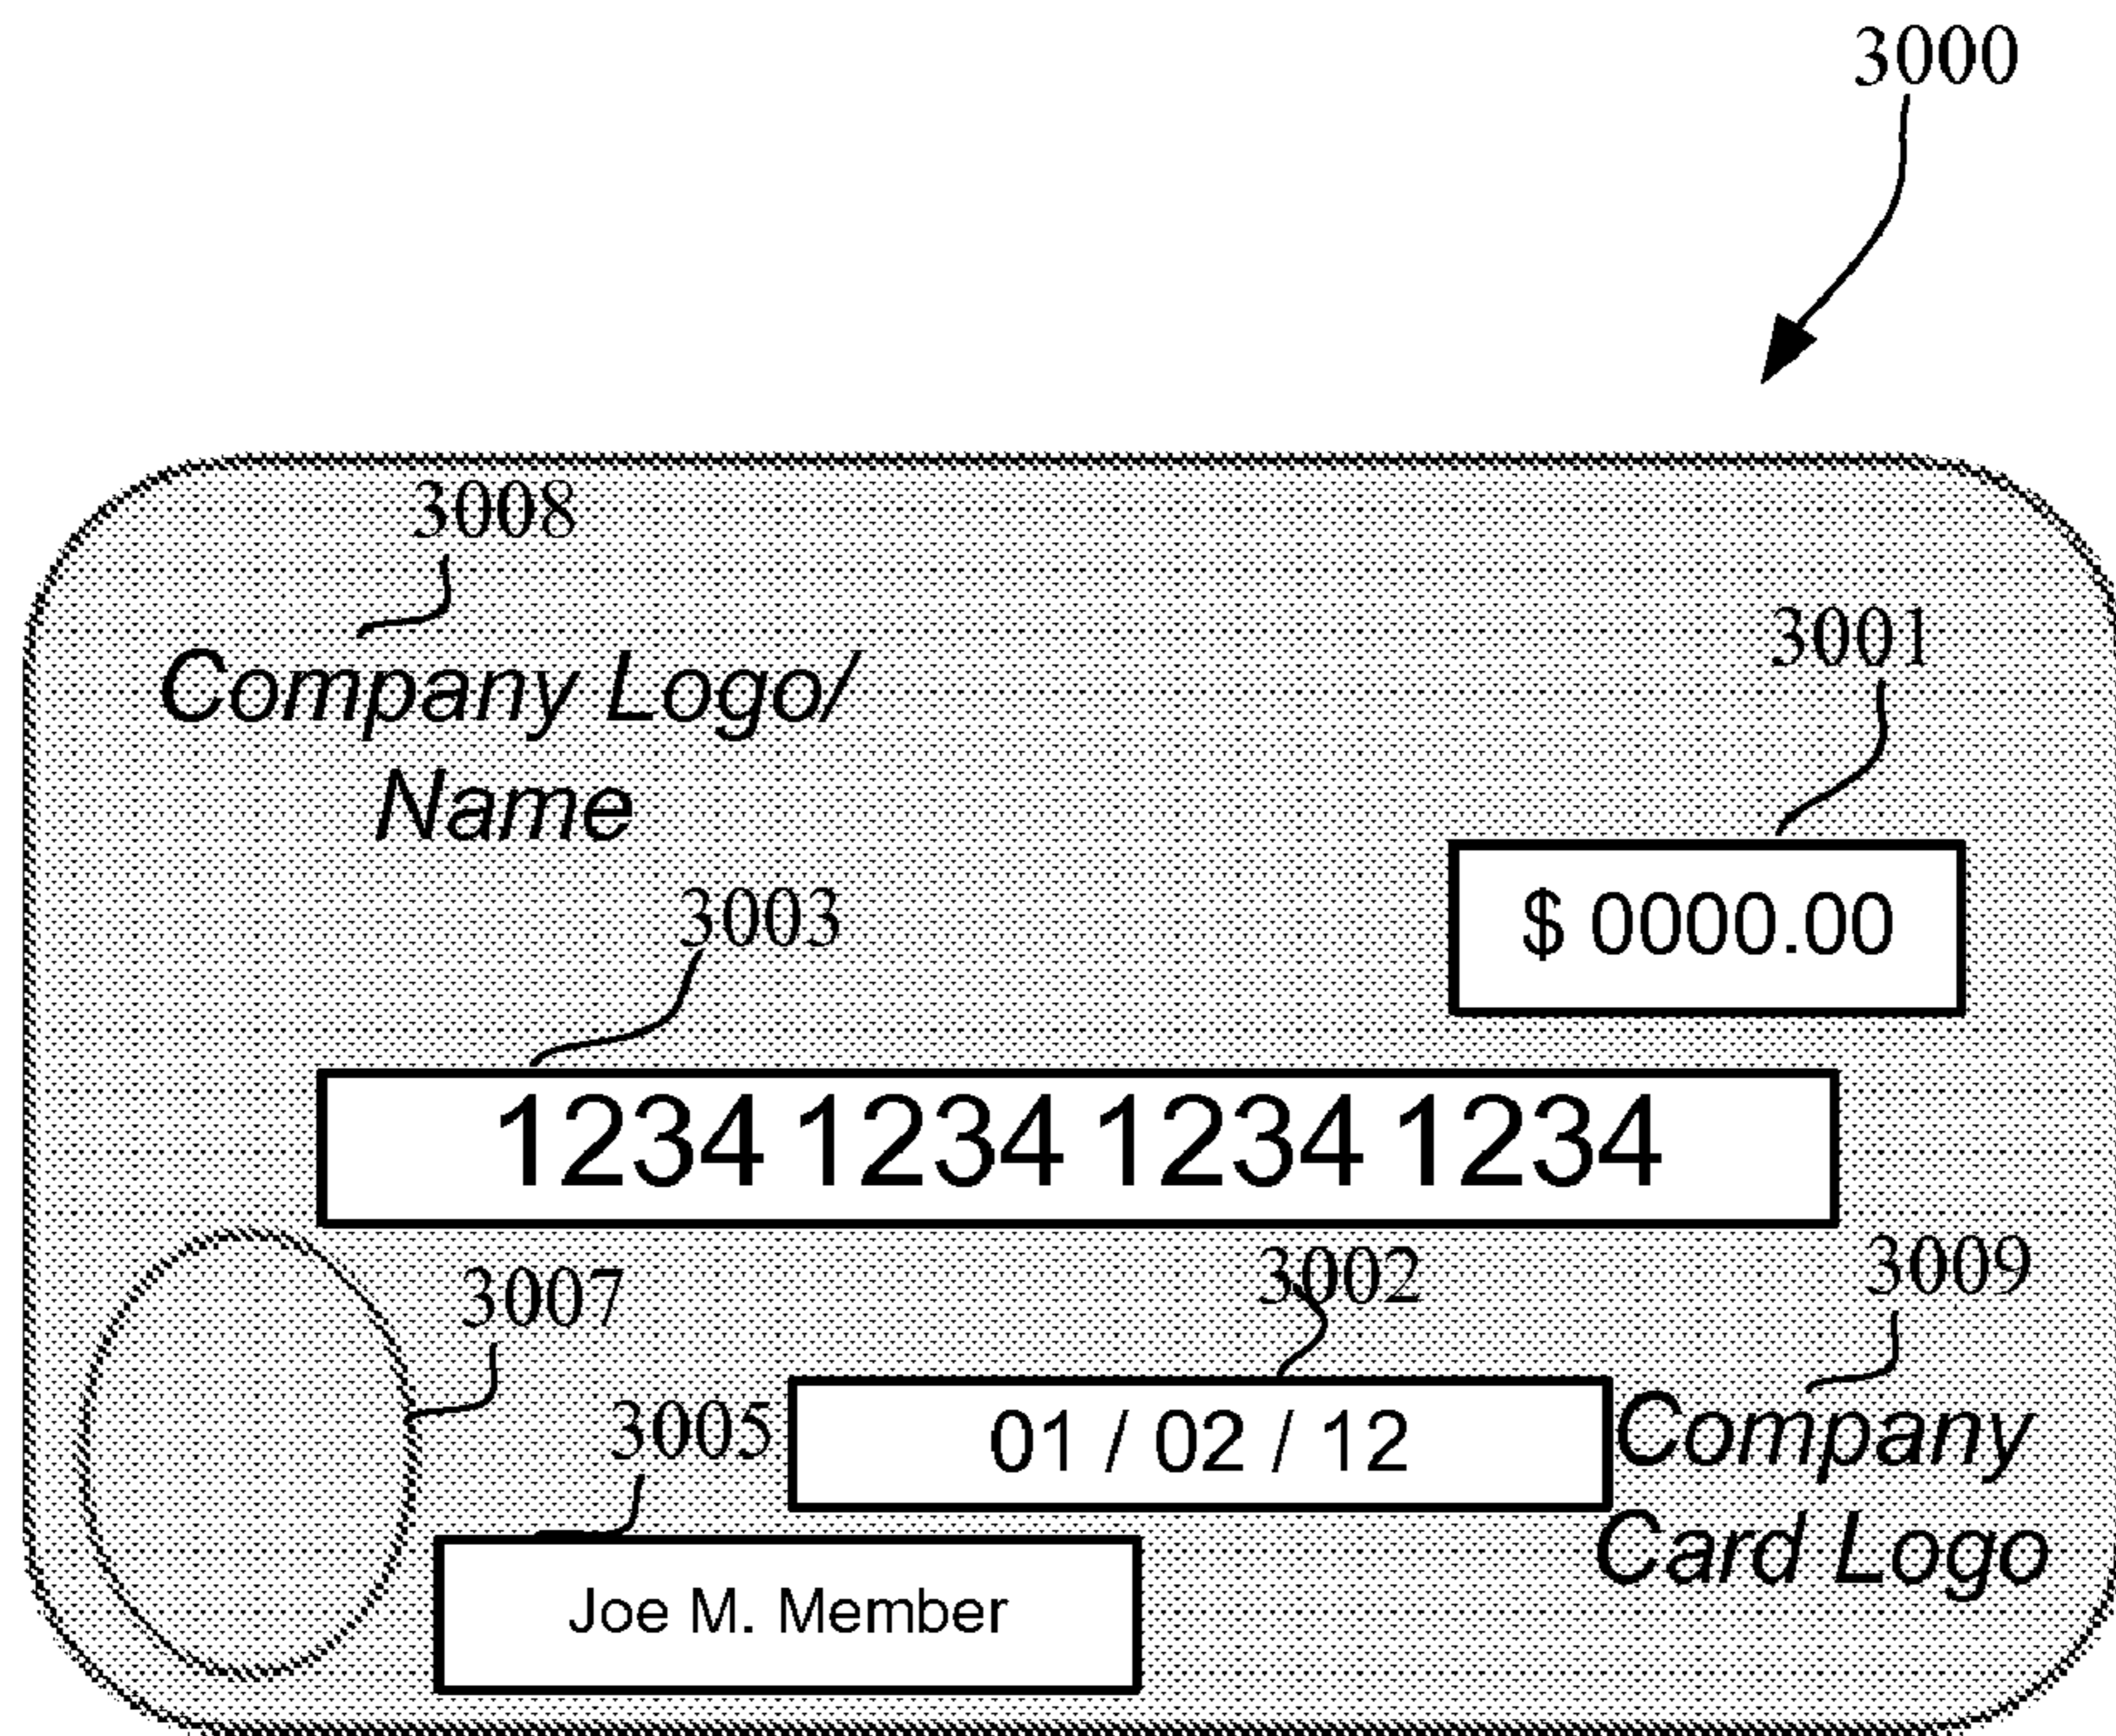 3000
3008
3001
Company Logo/
Name
3003
$ 0000.00
1234 1234 1234 1234
3007
3002
3009
3005
01 / 02 / 12
Company
Card Logo
Joe M. Member